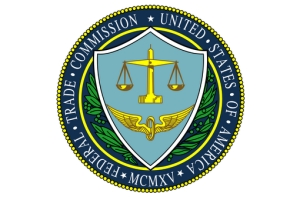 FEDERAL ★ TRADE ★ COMMISSION ★ UNITED ★ STATES ★ OF ★ AMERICA ★
MCMXV